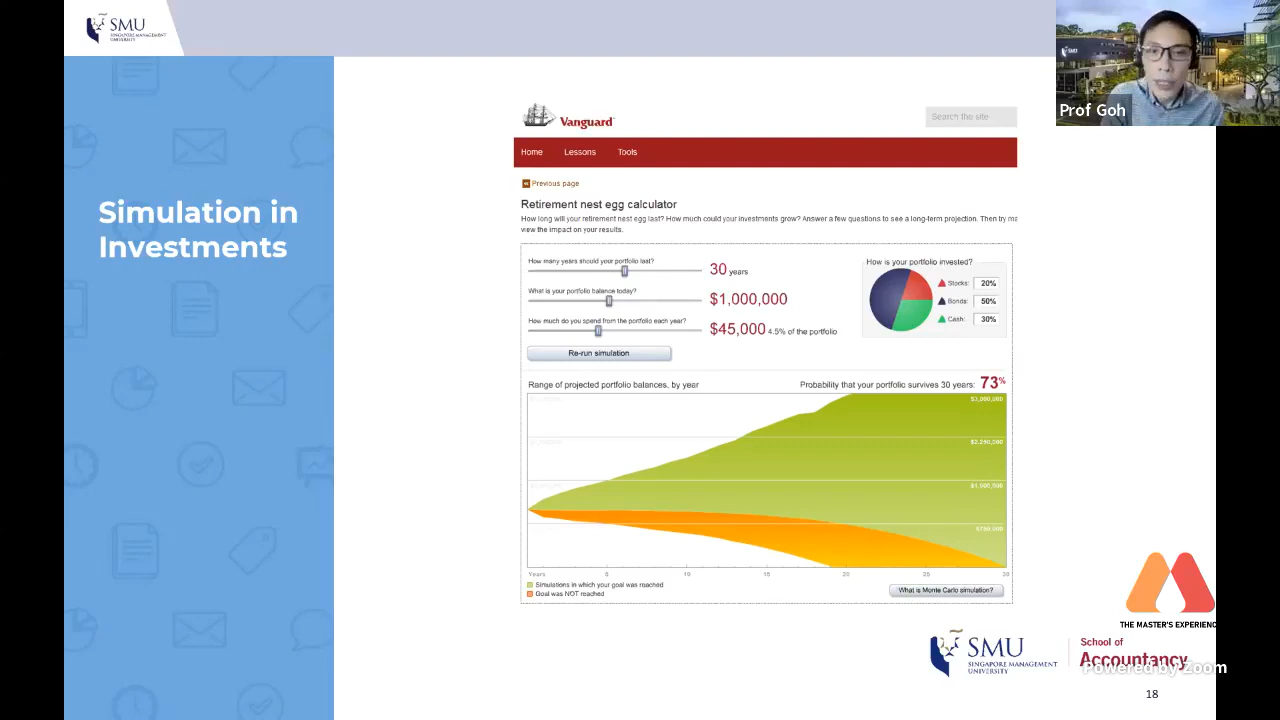 SMU
SINGAPORE MANAGEMENT
UNIVERSITY
Prof Goh
Simulation in
Investments
Vanguard
Search the site
Home Lessons Tools
Previous page
Retirement nest egg calculator
How long will your retirement nest egg last? How much could your investments grow? Answer a few questions to see a long-term projection. Then try ma
view the impact on your results.
How many years should your portfolio last?
30 years
What is your portfolio balance today?
$1,000,000
How much do you spend from the portfolio each year?
$45,000 4.5% of the portfolio
Re-run simulation
How is your portfolio invested?
Stocks: 20%
Bonds: 50%
Cash: 30%
Range of projected portfolio balances, by year
Probability that your portfolio survives 30 years: 73%
$3,000,000
$750,000
Years 5 10 15 20 25 30
Simulations in which your goal was reached
Goal was NOT reached
What is Monte Carlo simulation?
THE MASTER'S EXPERIENC
SMU
SINGAPORE MANAGEMENT
UNIVERSITY
School of
Accountancy
Powered by Zoom
18